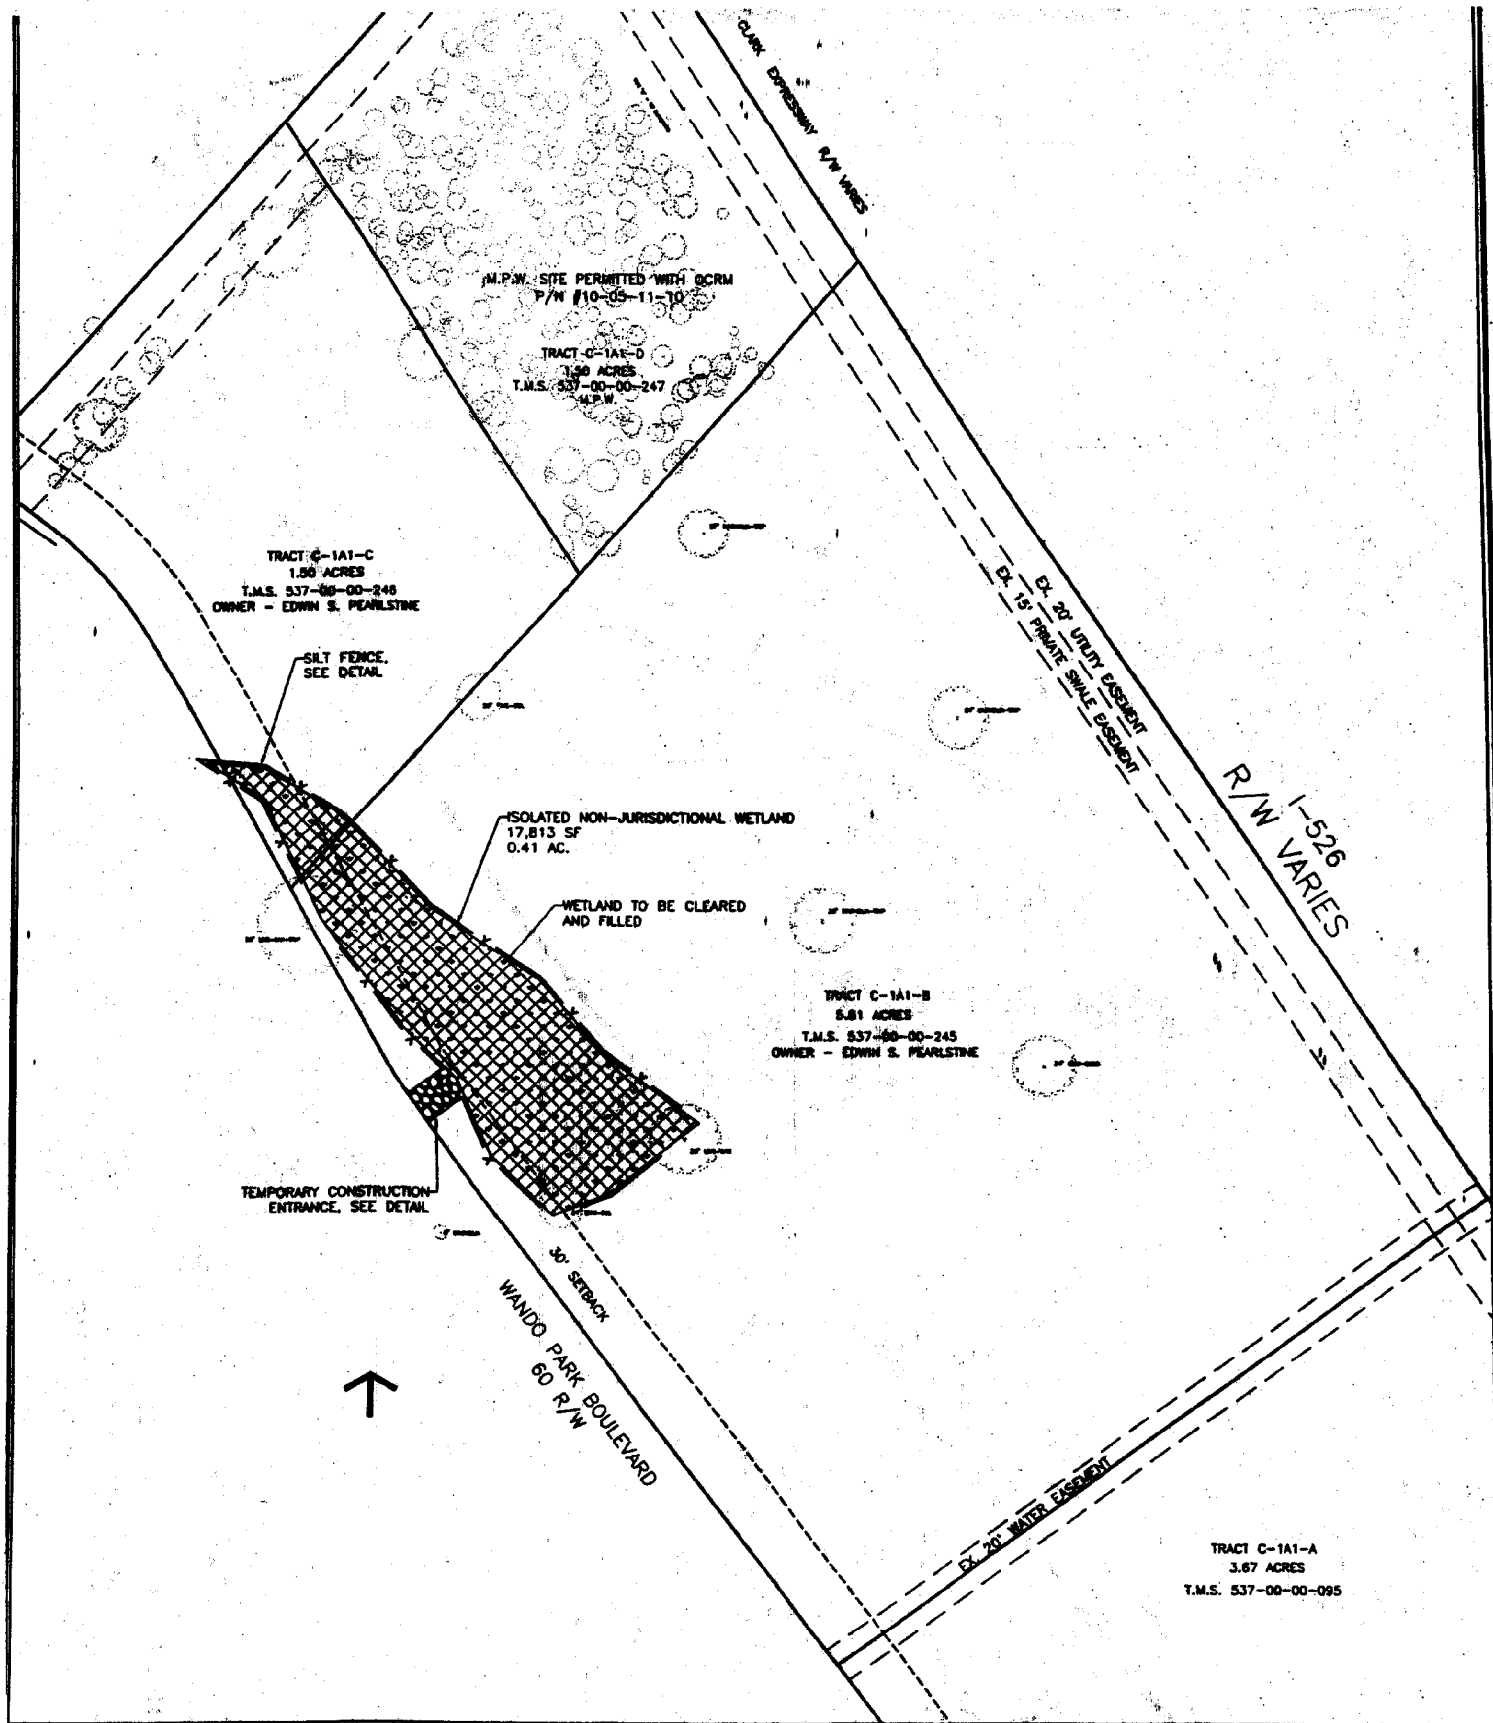 CLARK EXPRESSWAY R/W VARIES
M.P.W. SITE PERMITTED WITH OCRM
P/N #10-05-11-10
TRACT C-1A1-D
1.50 ACRES
T.M.S. 537-00-00-247
M.P.W.
TRACT C-1A1-C
1.50 ACRES
T.M.S. 537-00-00-246
OWNER - EDWIN S. PEARLSTINE
SILT FENCE,
SEE DETAIL
EX. 20' UTILITY EASEMENT
EX. 15' PRIVATE SWALE EASEMENT
I-526
R/W VARIES
ISOLATED NON-JURISDICTIONAL WETLAND
17,813 SF
0.41 AC.
WETLAND TO BE CLEARED
AND FILLED
TRACT C-1A1-B
5.81 ACRES
T.M.S. 537-00-00-245
OWNER - EDWIN S. PEARLSTINE
TEMPORARY CONSTRUCTION
ENTRANCE, SEE DETAIL
30' SETBACK
WANDO PARK BOULEVARD
60 R/W
EX. 20' WATER EASEMENT
TRACT C-1A1-A
3.67 ACRES
T.M.S. 537-00-00-095